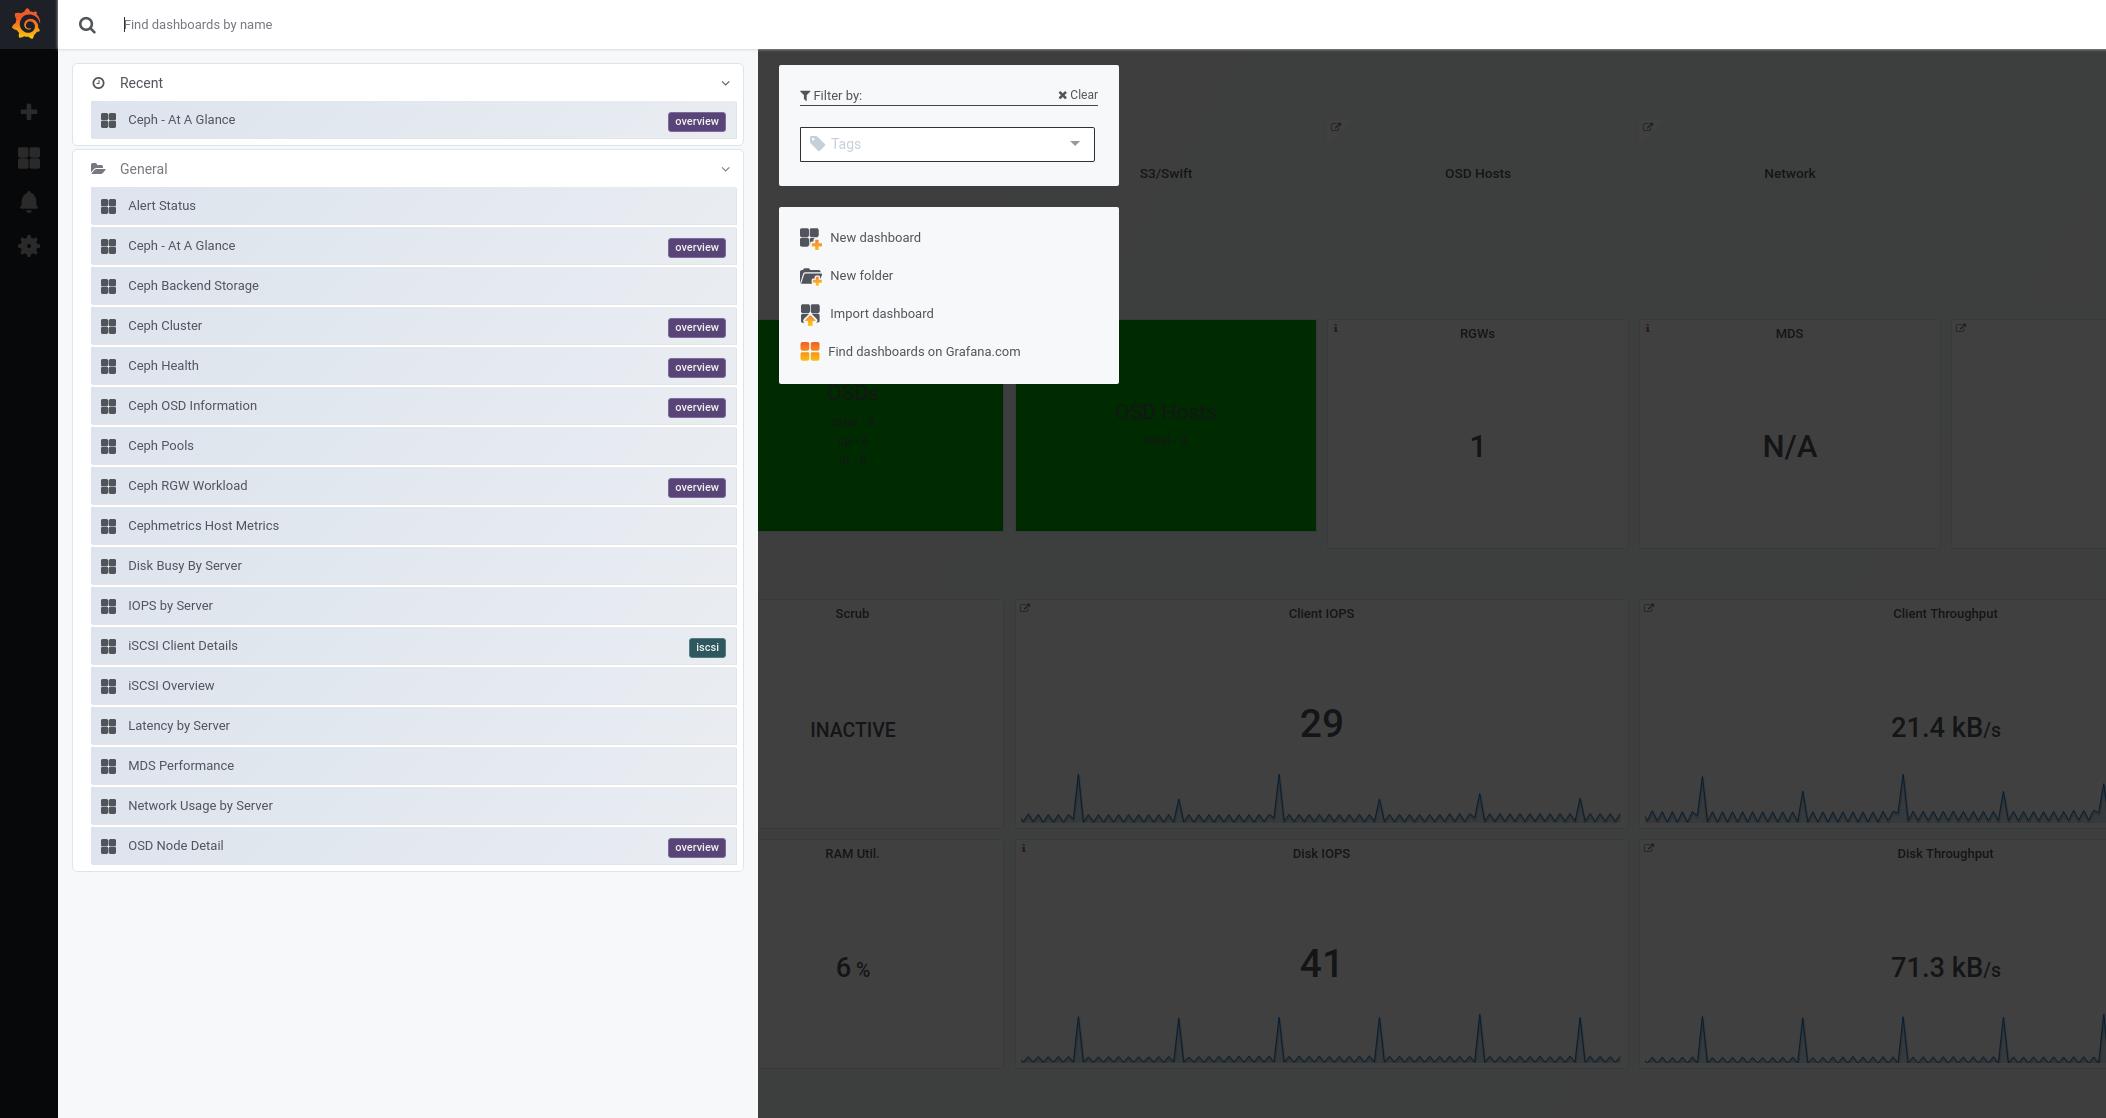 Find dashboards by name
Recent
Ceph - At A Glance
overview
General
Alert Status
Ceph - At A Glance
overview
Ceph Backend Storage
Ceph Cluster
overview
Ceph Health
overview
Ceph OSD Information
overview
Ceph Pools
Ceph RGW Workload
overview
Cephmetrics Host Metrics
Disk Busy By Server
IOPS by Server
iSCSI Client Details
iscsi
iSCSI Overview
Latency by Server
MDS Performance
Network Usage by Server
OSD Node Detail
overview
Filter by:
Clear
Tags
New dashboard
New folder
Import dashboard
Find dashboards on Grafana.com
S3/Swift
OSD Hosts
Network
OSDs
OSD Hosts
RGWs
1
MDS
N/A
Scrub
INACTIVE
Client IOPS
29
Client Throughput
21.4 kB/s
RAM Util.
6 %
Disk IOPS
41
Disk Throughput
71.3 kB/s